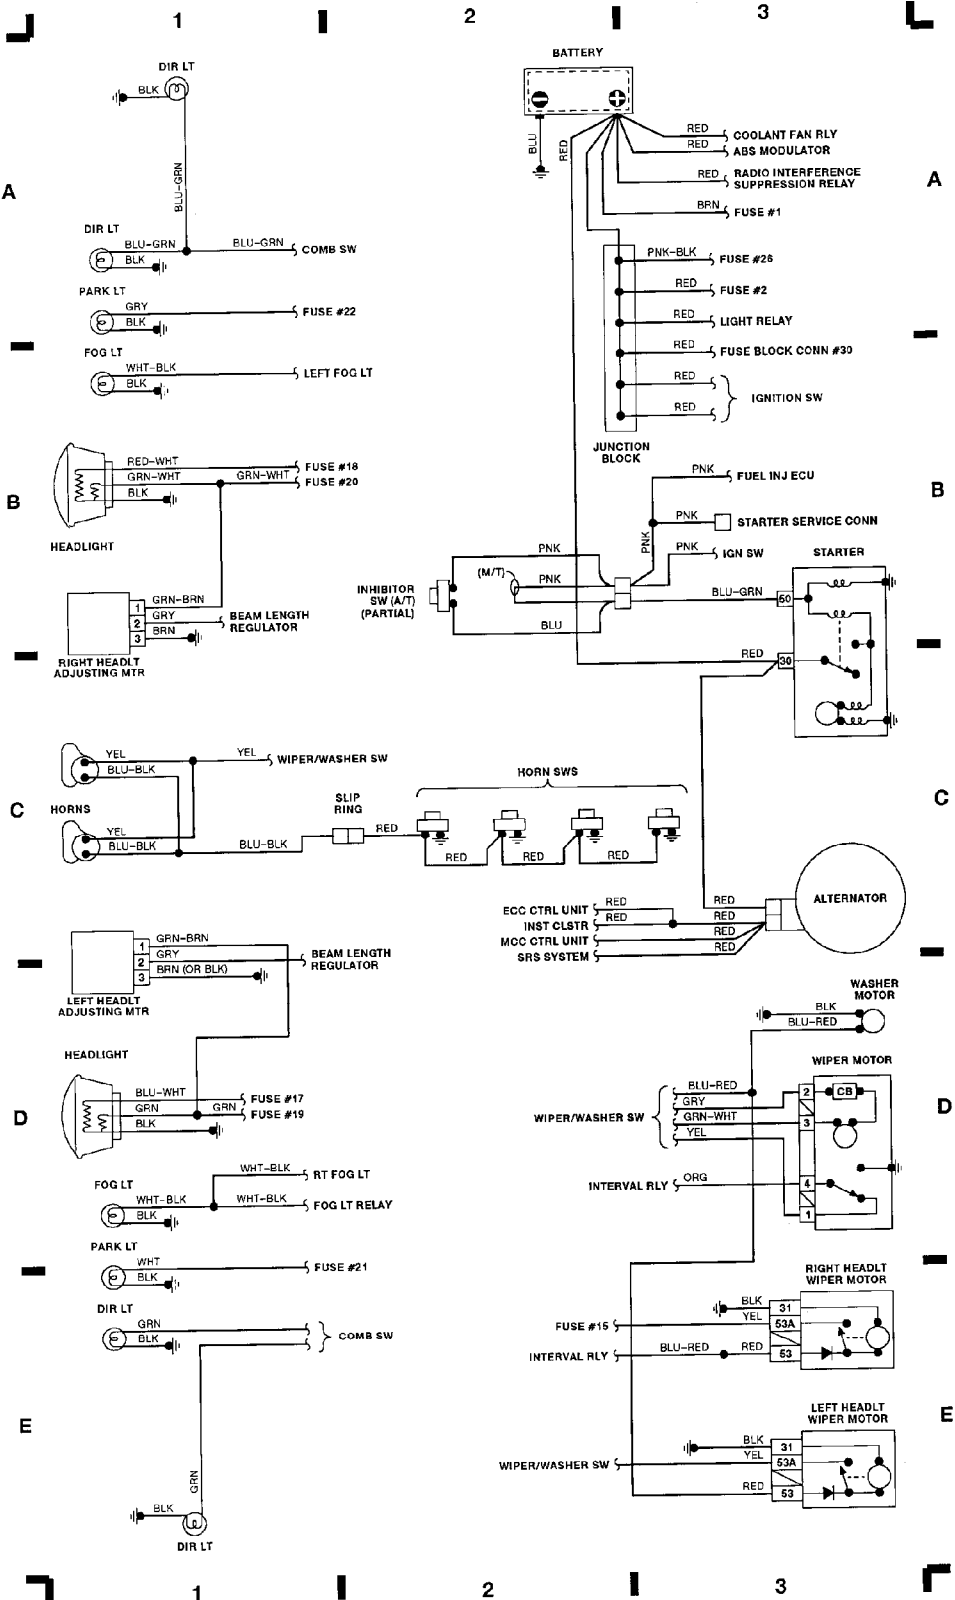 1
2
3
BATTERY
DIR LT
BLK
BLU
RED
RED
COOLANT FAN RLY
RED
ABS MODULATOR
RED
RADIO INTERFERENCE
SUPPRESSION RELAY
BRN
FUSE #1
A
A
BLU-GRN
DIR LT
BLU-GRN
BLU-GRN
COMB SW
BLK
PNK-BLK
FUSE #26
PARK LT
GRY
FUSE #22
BLK
RED
FUSE #2
RED
LIGHT RELAY
FOG LT
WHT-BLK
LEFT FOG LT
BLK
RED
FUSE BLOCK CONN #30
RED
IGNITION SW
RED
JUNCTION
BLOCK
RED-WHT
FUSE #18
GRN-WHT
GRN-WHT
FUSE #20
BLK
B
B
HEADLIGHT
PNK
FUEL INJ ECU
PNK
STARTER SERVICE CONN
PNK
PNK
IGN SW
STARTER
PNK
(M/T)
PNK
INHIBITOR
SW (A/T)
(PARTIAL)
BLU-GRN
50
BLU
RED
30
1
GRN-BRN
2
GRY
BEAM LENGTH
REGULATOR
3
BRN
RIGHT HEADLT
ADJUSTING MTR
YEL
YEL
WIPER/WASHER SW
BLU-BLK
HORNS
YEL
BLU-BLK
BLU-BLK
SLIP
RING
RED
HORN SWS
RED
RED
RED
C
C
ALTERNATOR
RED
ECC CTRL UNIT
RED
INST CLSTR
RED
RED
MCC CTRL UNIT
RED
SRS SYSTEM
RED
1
GRN-BRN
2
GRY
BEAM LENGTH
REGULATOR
3
BRN (OR BLK)
LEFT HEADLT
ADJUSTING MTR
WASHER
MOTOR
BLK
BLU-RED
HEADLIGHT
WIPER MOTOR
BLU-WHT
FUSE #17
GRN
GRN
FUSE #19
BLK
D
D
WIPER/WASHER SW
BLU-RED
2
CB
GRY
GRN-WHT
3
YEL
INTERVAL RLY
ORG
4
1
WHT-BLK
RT FOG LT
FOG LT
WHT-BLK
WHT-BLK
FOG LT RELAY
BLK
PARK LT
WHT
FUSE #21
BLK
DIR LT
GRN
BLK
COMB SW
RIGHT HEADLT
WIPER MOTOR
BLK
31
FUSE #15
YEL
53A
INTERVAL RLY
BLU-RED
RED
53
E
E
LEFT HEADLT
WIPER MOTOR
BLK
31
WIPER/WASHER SW
YEL
53A
RED
53
GRN
BLK
DIR LT
1
2
3